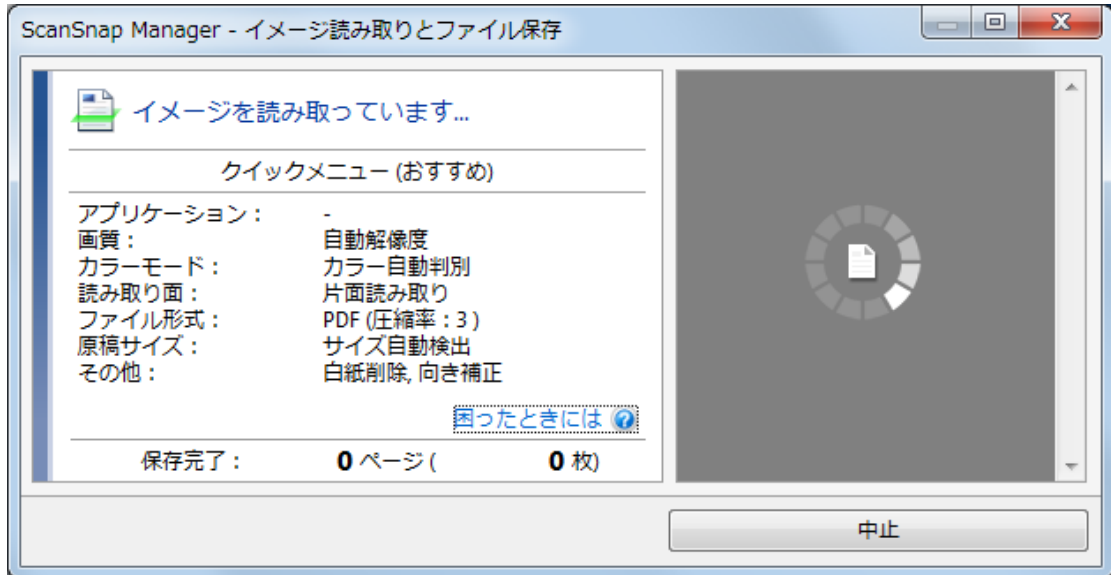 ScanSnap Manager - イメージ読み取りとファイル保存
イメージを読み取っています...
クイックメニュー (おすすめ)
アプリケーション： -
画質： 自動解像度
カラーモード： カラー自動判別
読み取り面： 片面読み取り
ファイル形式： PDF (圧縮率：3 )
原稿サイズ： サイズ自動検出
その他： 白紙削除, 向き補正
困ったときには ?
保存完了： 0 ページ ( 0 枚)
中止